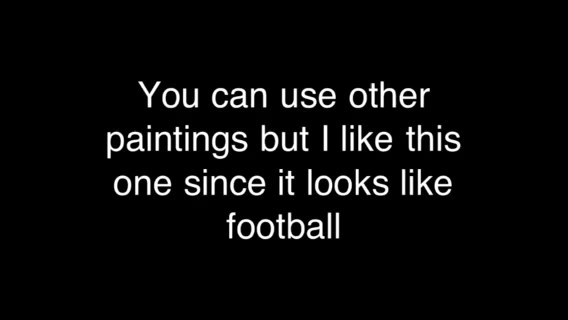 You can use other
paintings but I like this
one since it looks like
football